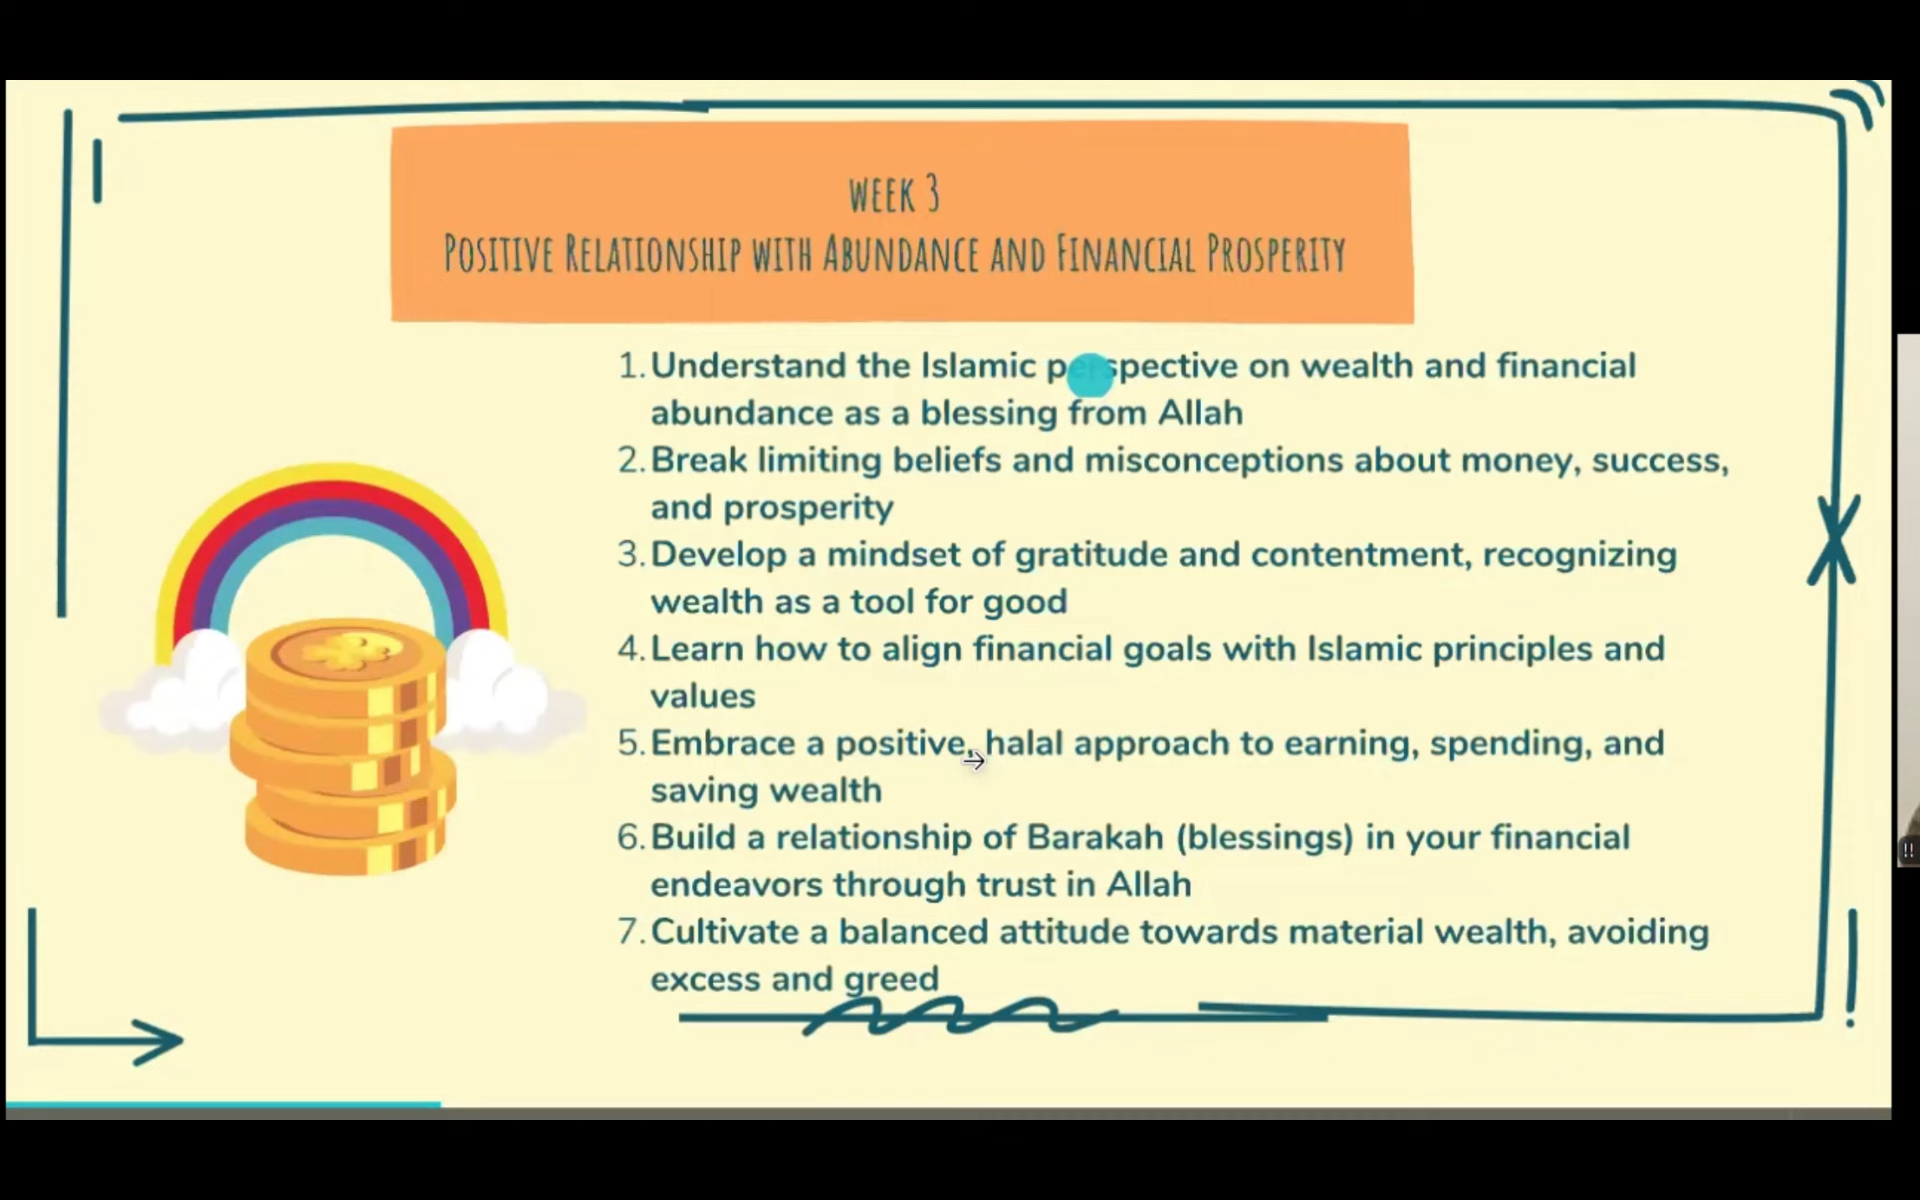 WEEK 3
POSITIVE RELATIONSHIP WITH ABUNDANCE AND FINANCIAL PROSPERITY
1. Understand the Islamic perspective on wealth and financial
abundance as a blessing from Allah
2. Break limiting beliefs and misconceptions about money, success,
and prosperity
3. Develop a mindset of gratitude and contentment, recognizing
wealth as a tool for good
4. Learn how to align financial goals with Islamic principles and
values
5. Embrace a positive, halal approach to earning, spending, and
saving wealth
6. Build a relationship of Barakah (blessings) in your financial
endeavors through trust in Allah
7. Cultivate a balanced attitude towards material wealth, avoiding
excess and greed